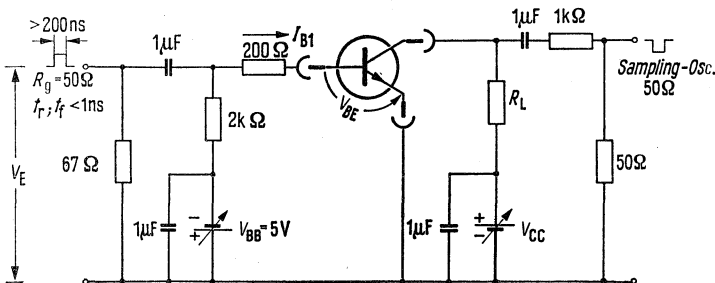 >200ns
R_g=50Ω
t_r; t_f <1ns
V_E
67 Ω
1µF
200 Ω
I_B1
2k Ω
1µF
-
+
V_BB = 5V
V_BE
1µF
1kΩ
R_L
1µF
+
-
V_CC
50Ω
Sampling-Osc.
50Ω